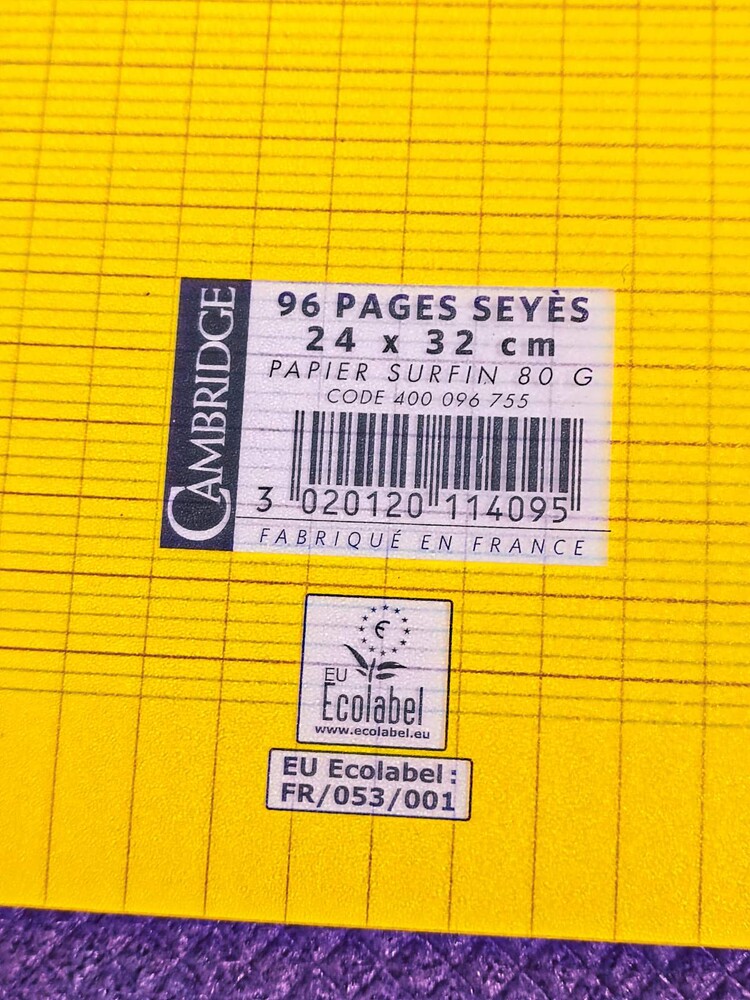 CAMBRIDGE
96 PAGES SEYÈS
24 x 32 cm
PAPIER SURFIN 80 G
CODE 400 096 755
3 020120 114095
FABRIQUÉ EN FRANCE
EU
Ecolabel
www.ecolabel.eu
EU Ecolabel :
FR/053/001